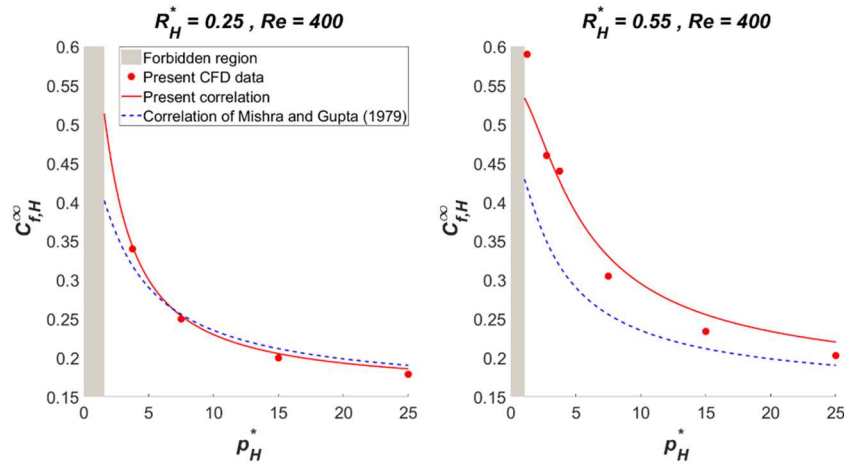 R*H = 0.25 , Re = 400
0.6
0.55
0.5
0.45
0.4
0.35
0.3
0.25
0.2
0.15
C∞f,H
Forbidden region
Present CFD data
Present correlation
Correlation of Mishra and Gupta (1979)
0 5 10 15 20 25
p*H
R*H = 0.55 , Re = 400
0.6
0.55
0.5
0.45
0.4
0.35
0.3
0.25
0.2
0.15
C∞f,H
0 5 10 15 20 25
p*H